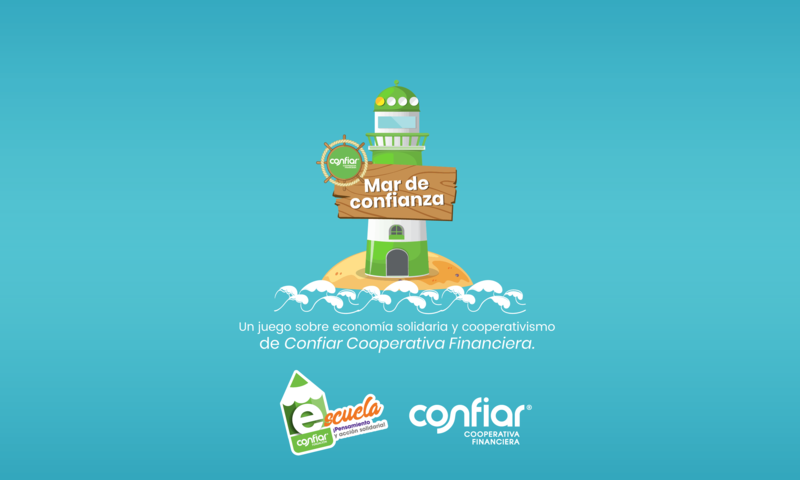 confiar
Mar de
confianza
Un juego sobre economía solidaria y cooperativismo
de Confiar Cooperativa Financiera.
escuela
¡Pensamiento
y acción solidaria!
confiar
confiar®
COOPERATIVA
FINANCIERA